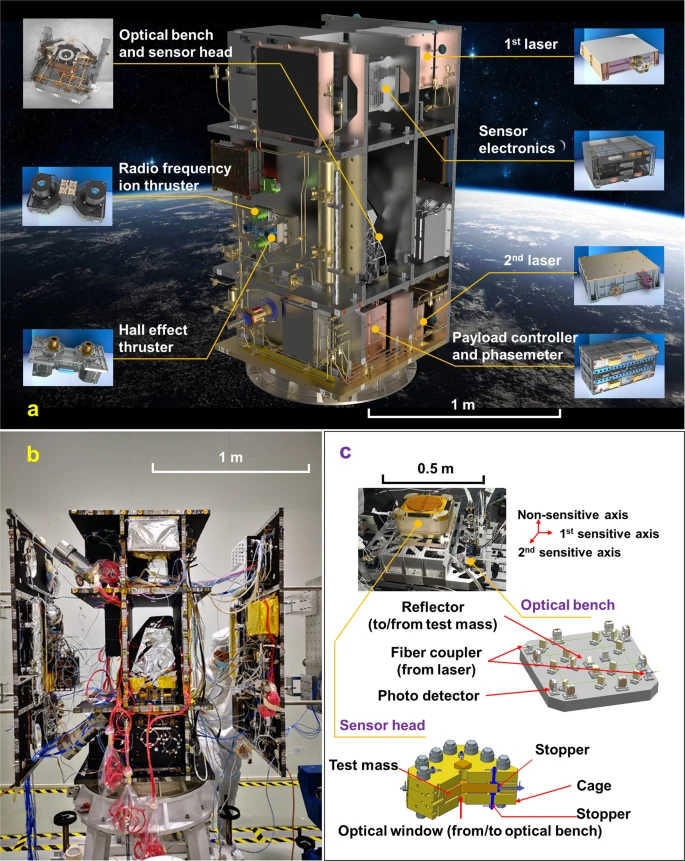 Optical bench
and sensor head
1st laser
Sensor
electronics
Radio frequency
ion thruster
2nd laser
Hall effect
thruster
Payload controller
and phasemeter
1 m
a
b
1 m
c
0.5 m
Non-sensitive axis
1st sensitive axis
2nd sensitive axis
Optical bench
Reflector
(to/from test mass)
Fiber coupler
(from laser)
Photo detector
Sensor head
Stopper
Test mass
Cage
Stopper
Optical window (from/to optical bench)